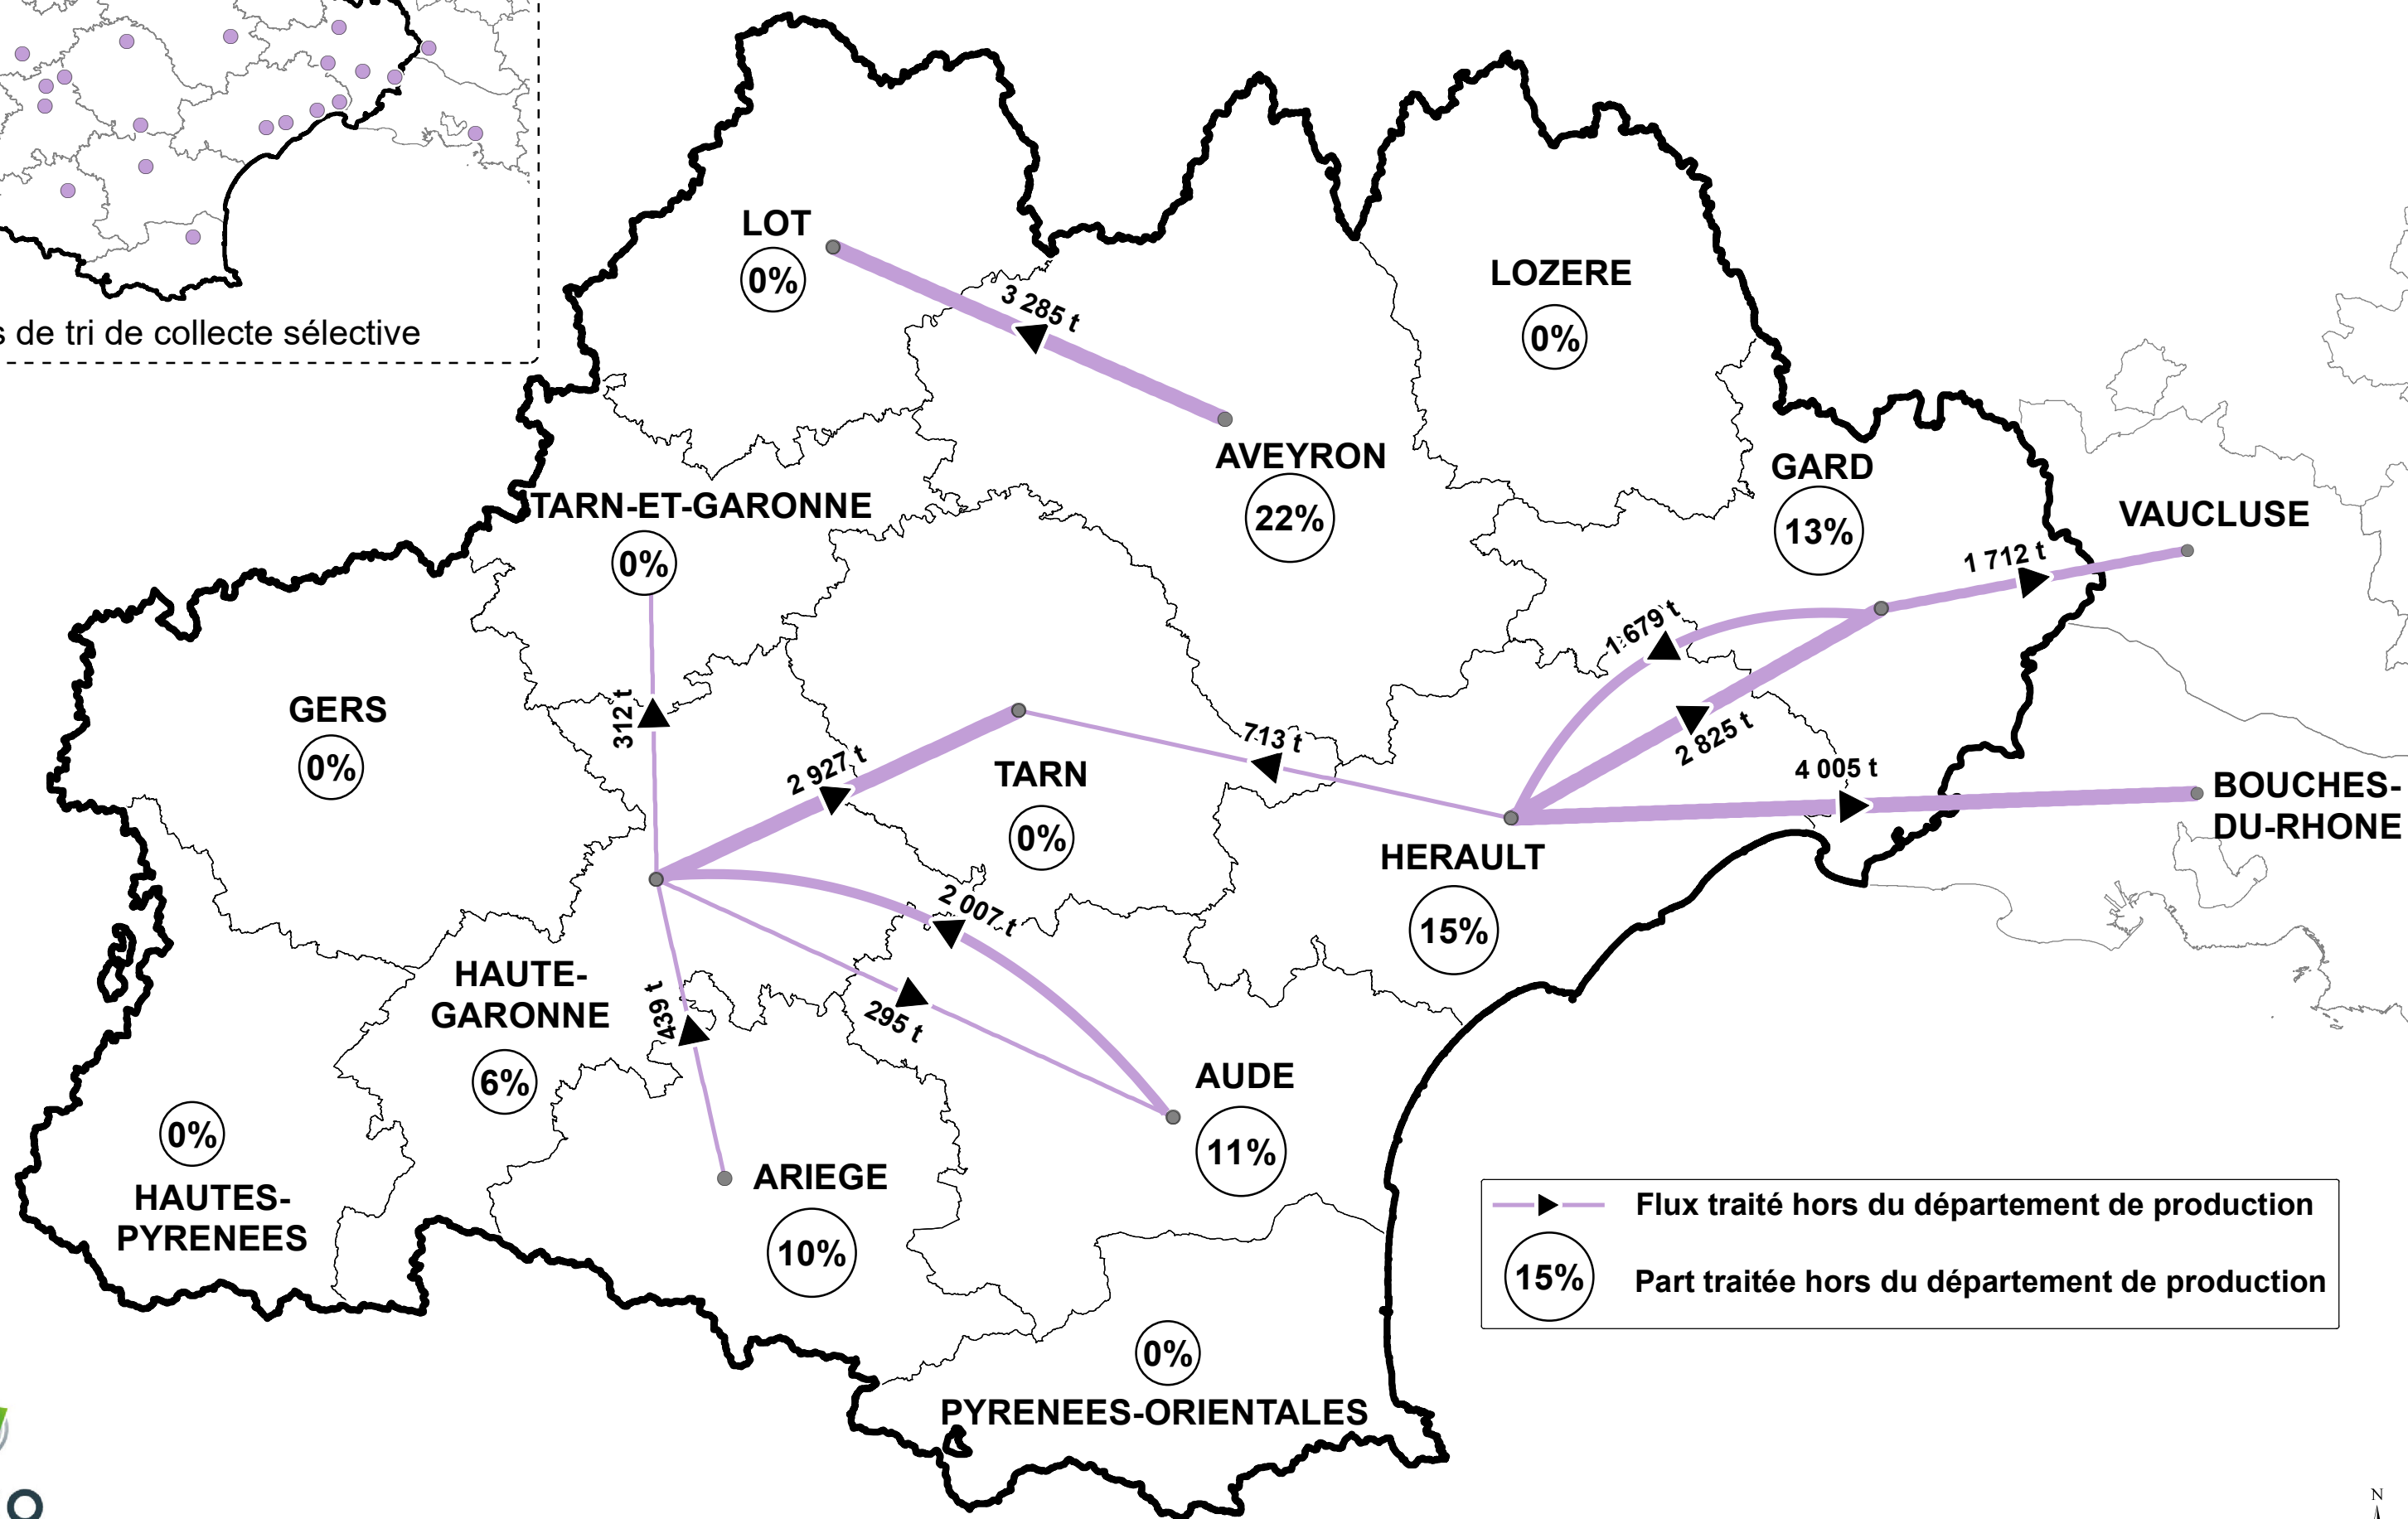 s de tri de collecte sélective
LOT
0%
3 285 t
LOZERE
0%
AVEYRON
22%
GARD
13%
VAUCLUSE
1 712 t
TARN-ET-GARONNE
0%
1 679 t
2 825 t
GERS
0%
312 t
2 927 t
TARN
0%
713 t
4 005 t
BOUCHES-
DU-RHONE
HERAULT
15%
2 007 t
HAUTE-
GARONNE
6%
439 t
295 t
AUDE
11%
0%
HAUTES-
PYRENEES
ARIEGE
10%
Flux traité hors du département de production
15%
Part traitée hors du département de production
0%
PYRENEES-ORIENTALES
N